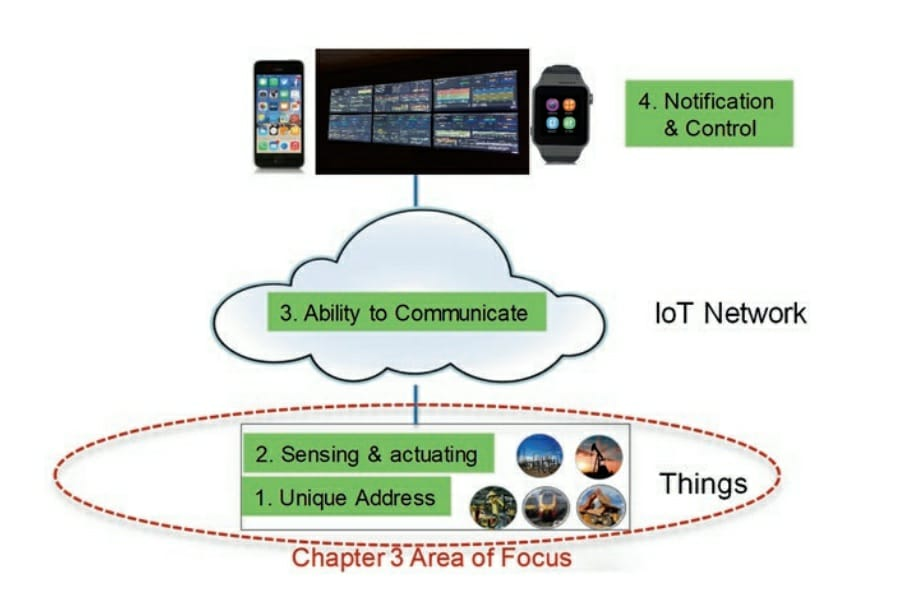 4. Notification
& Control
3. Ability to Communicate
IoT Network
2. Sensing & actuating
1. Unique Address
Things
Chapter 3 Area of Focus